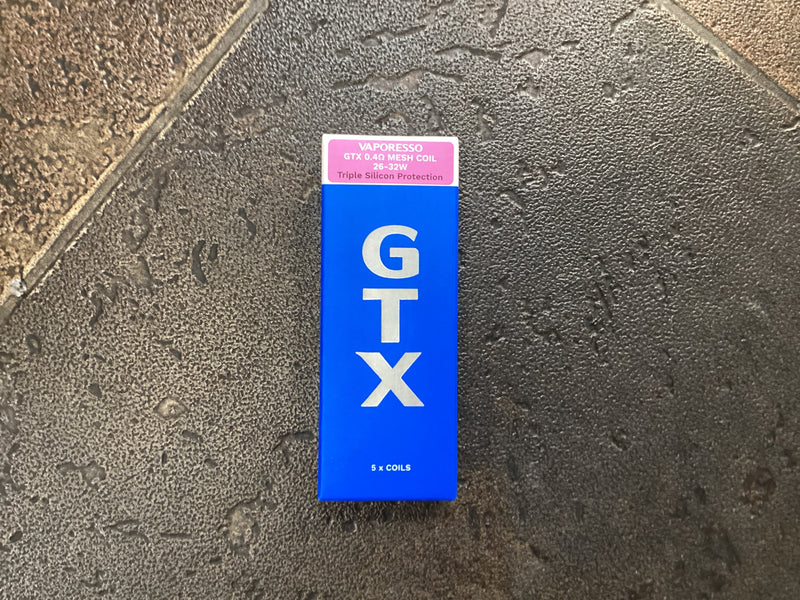 VAPORESSO
GTX 0.4Ω MESH COIL
26-32W
Triple Silicon Protection
G
T
X
5 x COILS